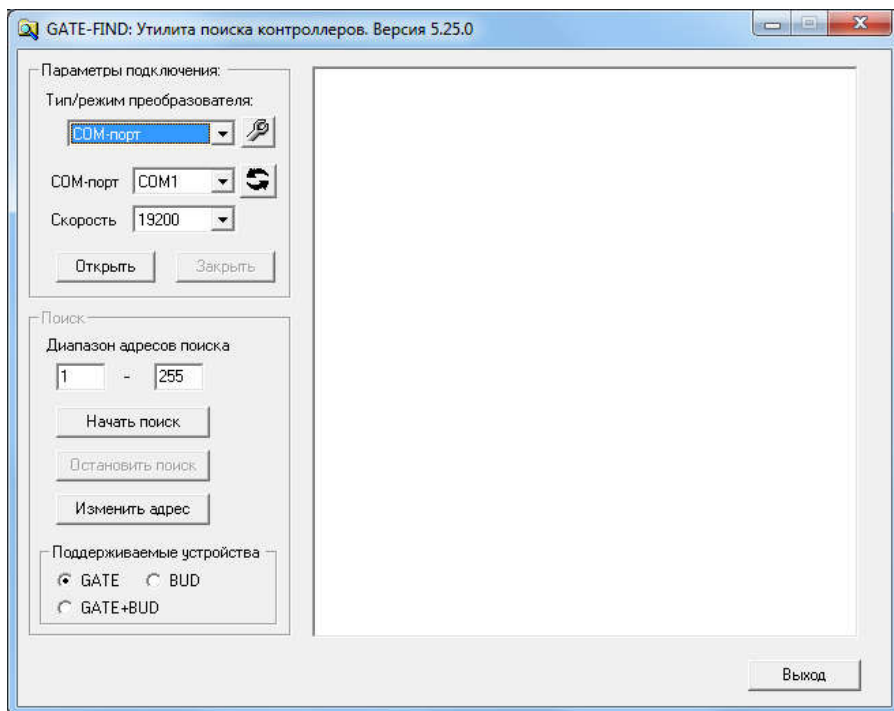 GATE-FIND: Утилита поиска контроллеров. Версия 5.25.0
Параметры подключения:
Тип/режим преобразователя:
COM-порт
COM-порт COM1
Скорость 19200
Открыть Закрыть
Поиск
Диапазон адресов поиска
1 - 255
Начать поиск
Остановить поиск
Изменить адрес
Поддерживаемые устройства
GATE BUD
GATE+BUD
Выход